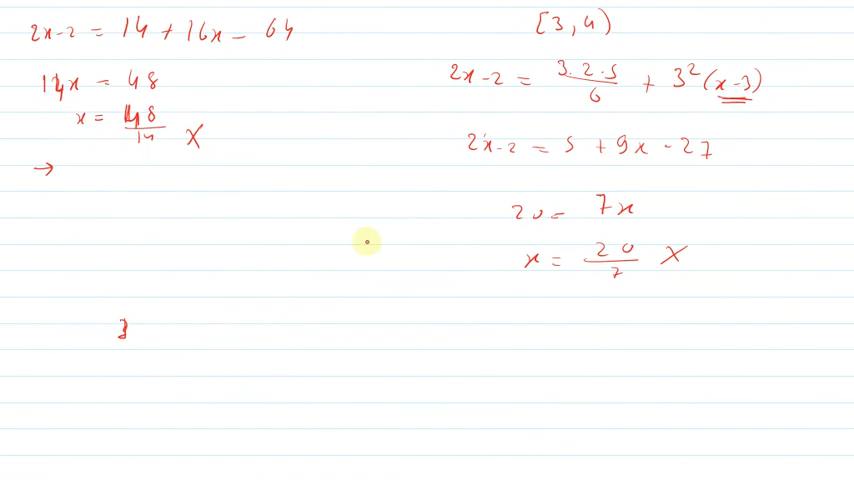 2x-2 = 14 + 16x - 64
14x = 48
x = 48/14 X
→
[3, 4)
2x-2 = 3.2.5/6 + 3²(x-3)
2x-2 = 5 + 9x - 27
20 = 7x
x = 20/7 X